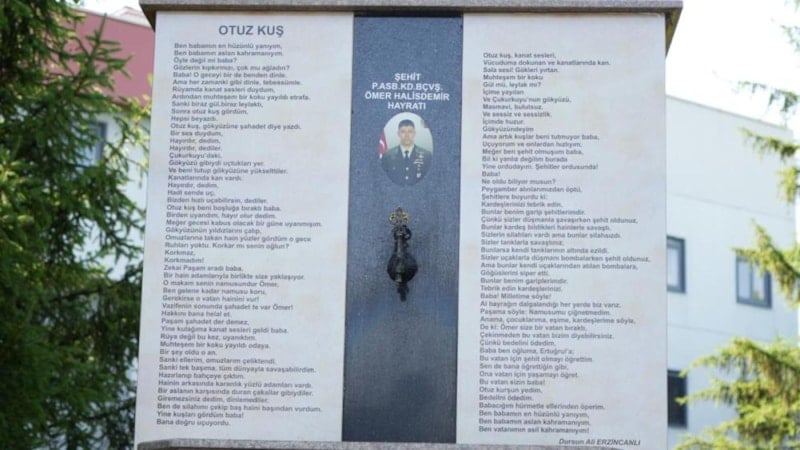 OTUZ KUŞ
Ben babamın en hüzünlü yanıyım,
Ben babamın aslan kahramanıyım.
Öyle değil mi baba?
Gözlerin kıpkırmızı, çok mu ağladın?
Baba! O geceyi bir de benden dinle.
Ama her zamanki gibi dinle, tebessümde.
Rüyamda kanat sesleri duydum,
Ardından muhteşem bir koku yayıldı etrafa.
Sanki biraz gül,biraz leylaktı,
Sonra otuz kuş gördüm,
Hepsi beyazdı.
Otuz kuş, gökyüzüne şahadet diye yazdı.
Bir ses duydum,
Hayırdır, dedim,
Hayırdır, dediler.
Çukurkuyu'daki,
Gökyüzü gibiydi uçtukları yer.
Ve beni tutup gökyüzüne yükselttiler.
Kanatlarında kan vardı.
Hayırdır, dedim,
Hadi sende uç,
Bizden hızlı uçabilirsin, dediler.
Otuz kuş beni boşluğa bıraktı baba.
Birden uyandım, hayır olur dedim.
Meğer gecesi kabus olacak bir güne uyanmışım.
Gökyüzünün yıldızlarını çalıp,
Omuzlarına takan hain yüzler gördüm o gece
Ruhları yoktu. Korkar mı senin oğlun?
Korkmaz,
Korkmadım!
Zekai Paşam aradı baba.
Bir hain adamlarıyla birlikte size yaklaşıyor.
O makam senin namusundur Ömer,
Ben gelene kadar namusu koru,
Gerekirse o vatan hainini vur!
Vazifenin sonunda şahadet te var Ömer!
Hakkını bana helal et.
Paşam şahadet der demez,
Yine kulağıma kanat sesleri geldi baba.
Rüya değil bu kez, uyanıktım.
Muhteşem bir koku yayıldı odaya.
Bir şey oldu o an.
Sanki ellerim, omuzlarım çeliktendi.
Sanki tek başıma, tüm dünyayla savaşabilirdim.
Hazırlanıp bahçeye çıktım.
Hainin arkasında karanlık yüzlü adamları vardı.
Bir aslanın karşısında duran çakallar gibiydiler.
Giremezsiniz dedim, dinlemediler.
Ben de silahımı çekip baş haini başından vurdum.
Yine kuşları gördüm baba!
Bana doğru uçuyordu.
ŞEHİT
P.ASB.KD.BÇVŞ.
ÖMER HALİSDEMİR
HAYRATI
Otuz kuş, kanat sesleri,
Vücuduma dokunan ve kanatlarında kan.
Sala sesi! Gökleri yırtan.
Muhteşem bir koku
Gül mü, leylak mı?
İçime yayılan
Ve Çukurkuyu'nun gökyüzü,
Masmavi, bulutsuz,
Ve sessiz ve sessizlik.
İçimde huzur.
Gökyüzündeyim
Ama artık kuşlar beni tutmuyor baba,
Uçuyorum ve onlardan hızlıyım.
Meğer ben şehit olmuşum baba,
Bil ki yanlız değilim burada
Yine ordudayım. Şehitler ordusunda!
Baba!
Ne oldu biliyor musun?
Peygamber alınlarımızdan öptü,
Şehitlere buyurdu ki:
Kardeşlerinizi tebrik edin,
Bunlar benim garip şehitlerimdir.
Çünkü sizler düşmanla savaşırken şehit oldunuz,
Bunlar kardeş bildikleri hainlerle savaştı.
Sizlerin silahları vardı ama bunlar silahsızdı.
Sizler tanklarla savaştınız;
Bunlarsa kendi tanklarının altında ezildi.
Sizler uçaklarla düşmanı bombalarken şehit oldunuz,
Ama bunlar kendi uçaklarından atılan bombalara,
Göğüslerini siper etti.
Bunlar benim gariplerimdir.
Tebrik edin kardeşlerinizi.
Baba! Milletime söyle!
Al bayrağın dalgalandığı her yerde biz varız.
Paşama söyle: Namusumu çiğnetmedim.
Anama, çocuklarıma, eşime, kardeşlerime söyle,
De ki: Ömer size bir vatan bıraktı,
Çekinmeden bu vatan bizim diyebilirsiniz.
Çünkü bedelini ödedim.
Baba ben oğluma, Ertuğrul'a;
Bu vatan için şehit olmayı öğrettim.
Sen de bana öğrettiğin gibi,
Ona vatan için yaşamayı öğret.
Bu vatan sizin baba!
Otuz kurşun yedim.
Bedelini ödedim.
Babacığım hürmetle ellerinden öperim.
Ben babamın en hüzünlü yanıyım,
Ben babamın aslan kahramanıyım.
Ben vatanımın asil kahramanıyım!
Dursun Ali ERZİNCANLI